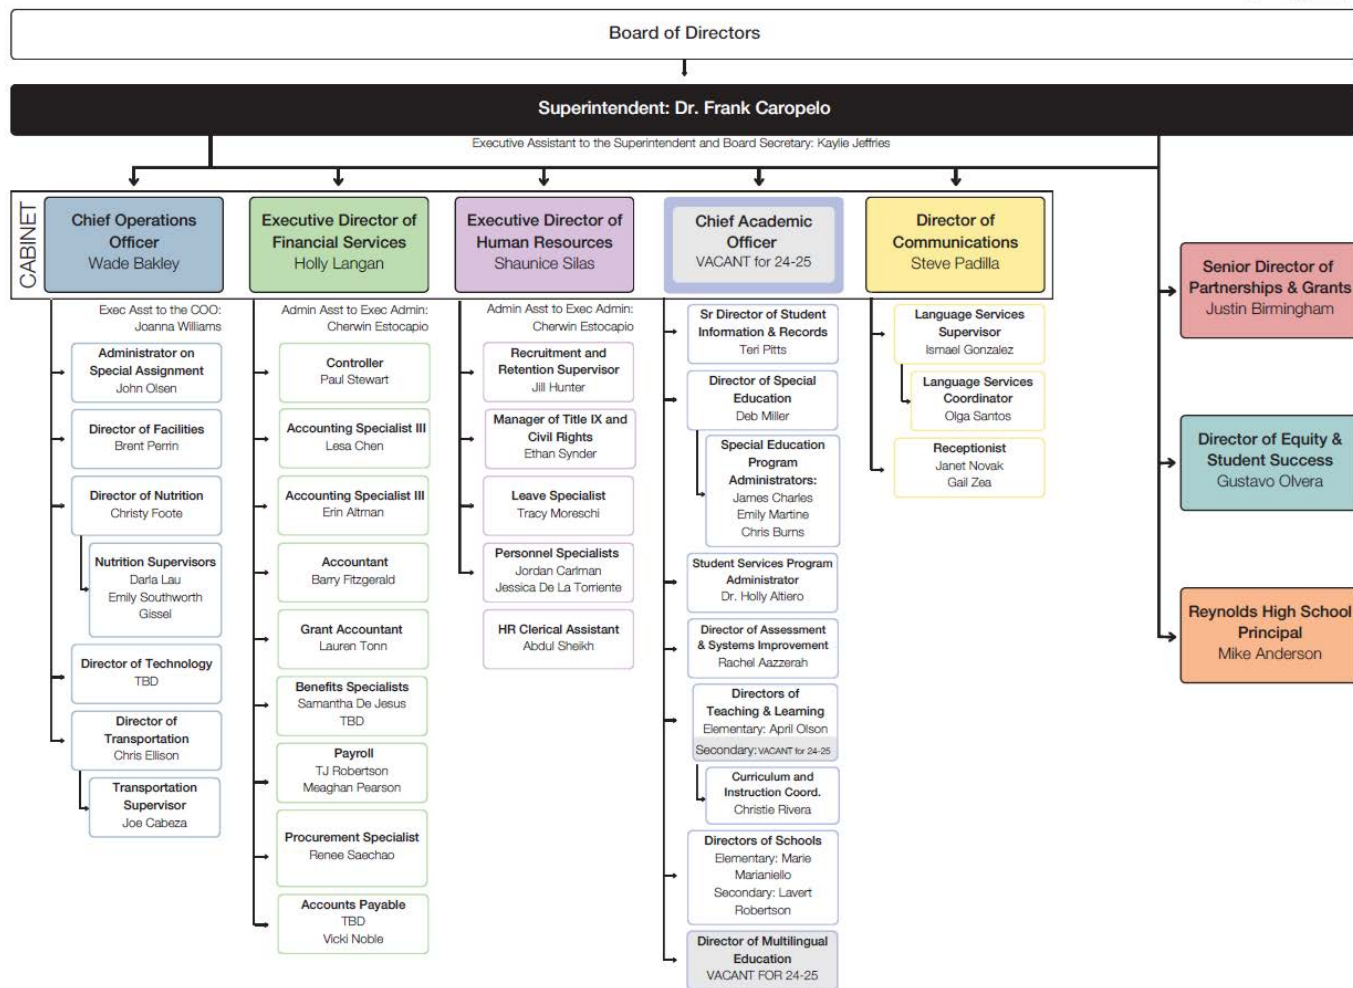 Board of Directors
Superintendent: Dr. Frank Caropelo
Executive Assistant to the Superintendent and Board Secretary: Kaylie Jeffries
CABINET
Chief Operations
Officer
Wade Bakley
Executive Director of
Financial Services
Holly Langan
Executive Director of
Human Resources
Shaunice Silas
Chief Academic
Officer
VACANT for 24-25
Director of
Communications
Steve Padilla
Exec Asst to the COO:
Joanna Williams
Administrator on
Special Assignment
John Olsen
Director of Facilities
Brent Perrin
Director of Nutrition
Christy Foote
Nutrition Supervisors
Darla Lau
Emily Southworth
Gissel
Director of Technology
TBD
Director of
Transportation
Chris Ellison
Transportation
Supervisor
Joe Cabeza
Admin Asst to Exec Admin:
Cherwin Estocapio
Controller
Paul Stewart
Accounting Specialist III
Lesa Chen
Accounting Specialist III
Erin Altman
Accountant
Barry Fitzgerald
Grant Accountant
Lauren Tonn
Benefits Specialists
Samantha De Jesus
TBD
Payroll
TJ Robertson
Meaghan Pearson
Procurement Specialist
Renee Saechao
Accounts Payable
TBD
Vicki Noble
Admin Asst to Exec Admin:
Cherwin Estocapio
Recruitment and
Retention Supervisor
Jill Hunter
Manager of Title IX and
Civil Rights
Ethan Synder
Leave Specialist
Tracy Moreschi
Personnel Specialists
Jordan Carlman
Jessica De La Torriente
HR Clerical Assistant
Abdul Sheikh
Sr Director of Student
Information & Records
Teri Pitts
Director of Special
Education
Deb Miller
Special Education
Program
Administrators:
James Charles
Emily Martine
Chris Burns
Student Services Program
Administrator
Dr. Holly Altiero
Director of Assessment
& Systems Improvement
Rachel Aazzerah
Directors of
Teaching & Learning
Elementary: April Olson
Secondary: VACANT for 24-25
Curriculum and
Instruction Coord.
Christie Rivera
Directors of Schools
Elementary: Marie
Marianiello
Secondary: Lavert
Robertson
Director of Multilingual
Education
VACANT FOR 24-25
Language Services
Supervisor
Ismael Gonzalez
Language Services
Coordinator
Olga Santos
Receptionist
Janet Novak
Gail Zea
Senior Director of
Partnerships & Grants
Justin Birmingham
Director of Equity &
Student Success
Gustavo Olvera
Reynolds High School
Principal
Mike Anderson